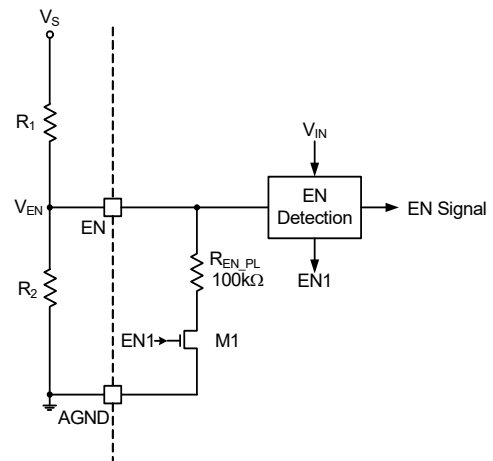 VS
R1
VIN
EN
Detection
EN Signal
VEN
EN
EN1
R2
REN_PL
100kΩ
EN1
M1
AGND